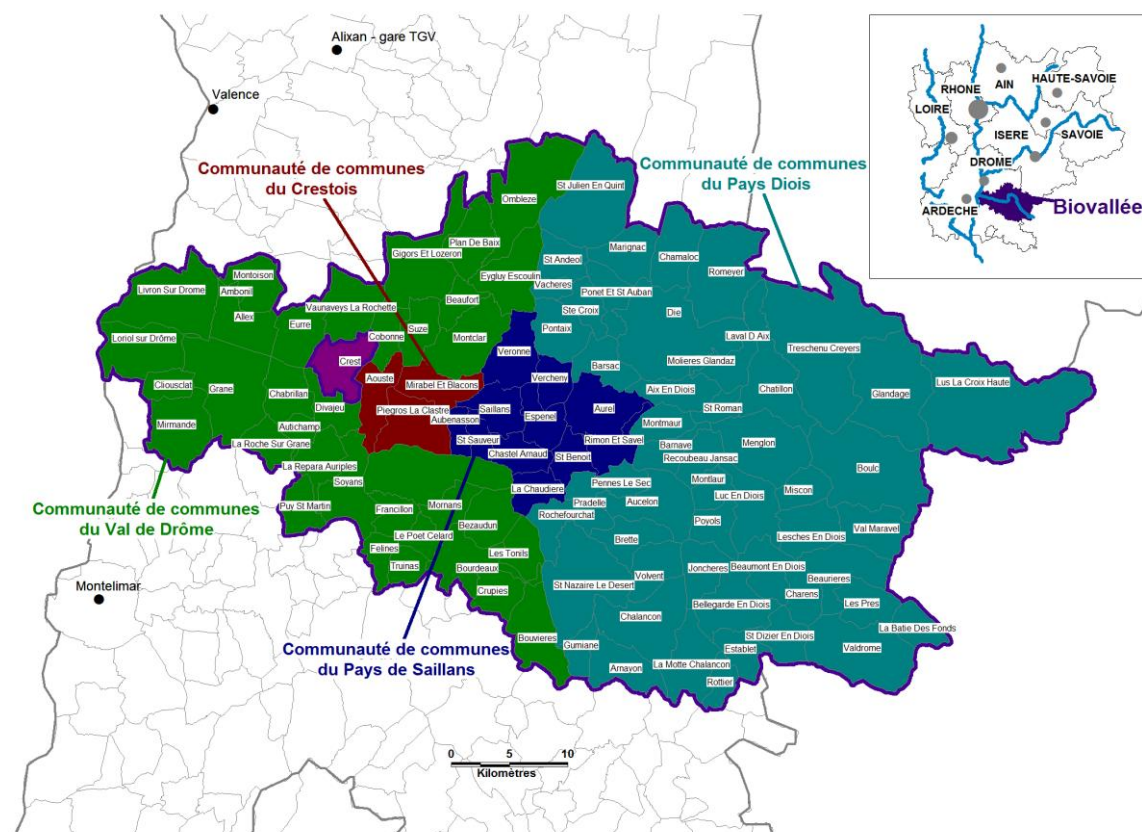 Alixan - gare TGV
Valence
Communauté de communes
du Crestois
Communauté de communes
du Pays Diois
AIN
HAUTE-SAVOIE
RHONE
LOIRE
ISERE
SAVOIE
DROME
ARDECHE
Biovallée
St Julien En Quint
Ombleze
Plan De Baix
Gigors Et Lozeron
Marignac
Chamaloc
St Andeol
Romeyer
Eygluy Escoulin
Vacheres
Montoison
Livron Sur Drome
Ambonil
Allex
Beaufort
Ponet Et St Auban
Vaunaveys La Rochette
Ste Croix
Die
Eurre
Suze
Pontaix
Loriol sur Drôme
Cobonne
Montclar
Laval D Aix
Treschenu Creyers
Veronne
Crest
Molieres Glandaz
Barsac
Aouste
Mirabel Et Blacons
Vercheny
Lus La Croix Haute
Cliousclat
Grane
Chabrillan
Aix En Diois
Chatillon
Glandage
Divajeu
Piegros La Clastre
Saillans
Aurel
St Roman
Aubenasson
Espenel
Montmaur
Mirmande
Autichamp
St Sauveur
Rimon Et Savel
Barnave
Menglon
La Roche Sur Grane
Chastel Arnaud
St Benoit
Recoubeau Jansac
La Repara Auriples
Boulc
Soyans
Pennes Le Sec
Montlaur
La Chaudiere
Miscon
Puy St Martin
Francillon
Mornans
Pradelle
Aucelon
Luc En Diois
Communauté de communes
du Val de Drôme
Rochefourchat
Poyols
Bezaudun
Val Maravel
Le Poet Celard
Brette
Lesches En Diois
Felines
Les Tonils
Truinas
Bourdeaux
Volvent
Joncheres
Beaumont En Diois
Montelimar
St Nazaire Le Desert
Beaurieres
Crupies
Charens
Les Pres
Bellegarde En Diois
Chalancon
La Batie Des Fonds
Bouvieres
St Dizier En Diois
Communauté de communes
du Pays de Saillans
Gumiane
Establet
Valdrome
Arnayon
La Motte Chalancon
Rottier
0 5 10
Kilomètres